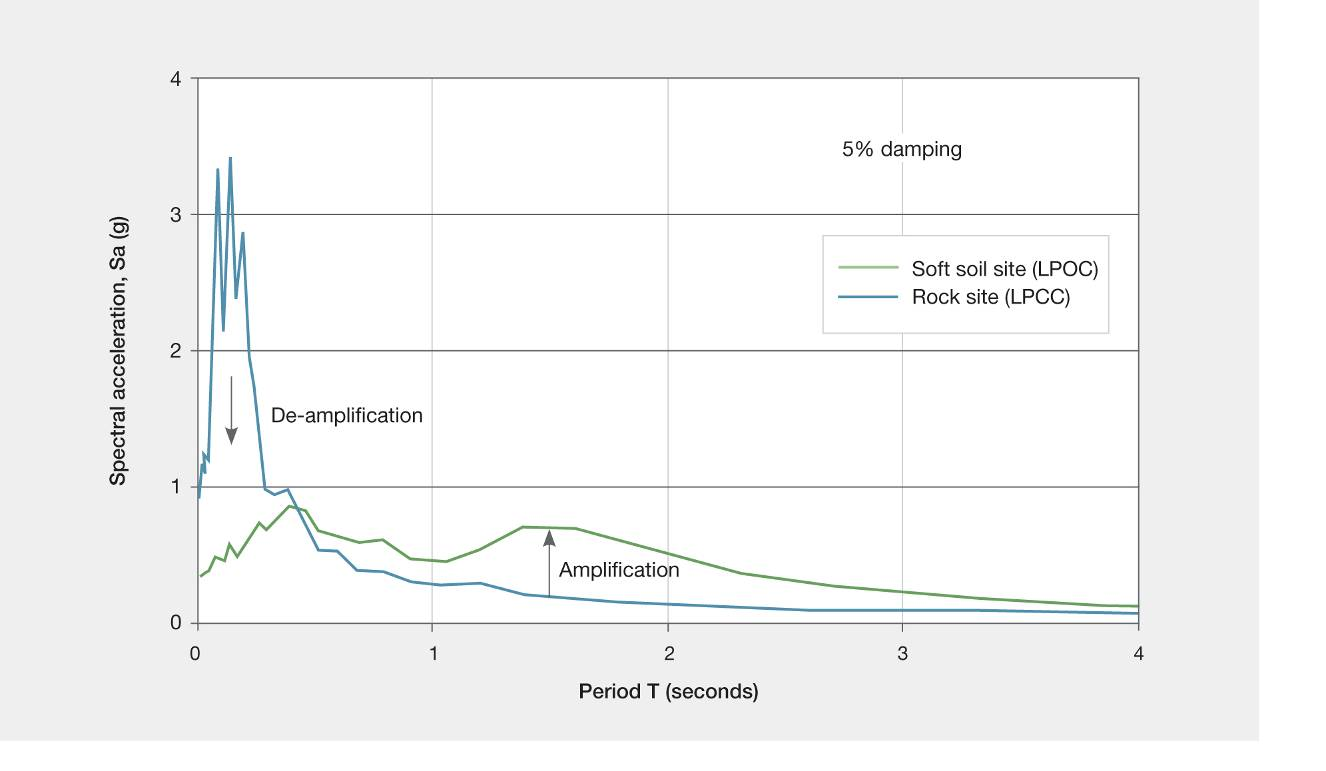 4
5% damping
3
Spectral acceleration, Sa (g)
Soft soil site (LPOC)
Rock site (LPCC)
2
De-amplification
1
Amplification
0
0 1 2 3 4
Period T (seconds)